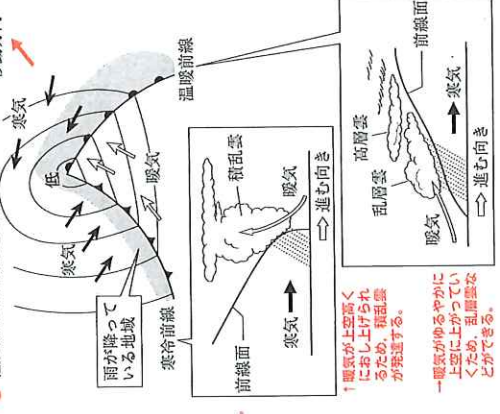 寒気
寒気
低
暖気
雨が降って
いる地域
寒冷前線
温暖前線
前線面
積乱雲
寒気
暖気
進む向き
前線面
高層雲
乱層雲
暖気
寒気
進む向き
↑暖気が上空高く
におし上げられ
るため，積乱雲
が発達する。
→暖気がゆるやかに
上空に上がってい
くため，乱層雲な
どができる。